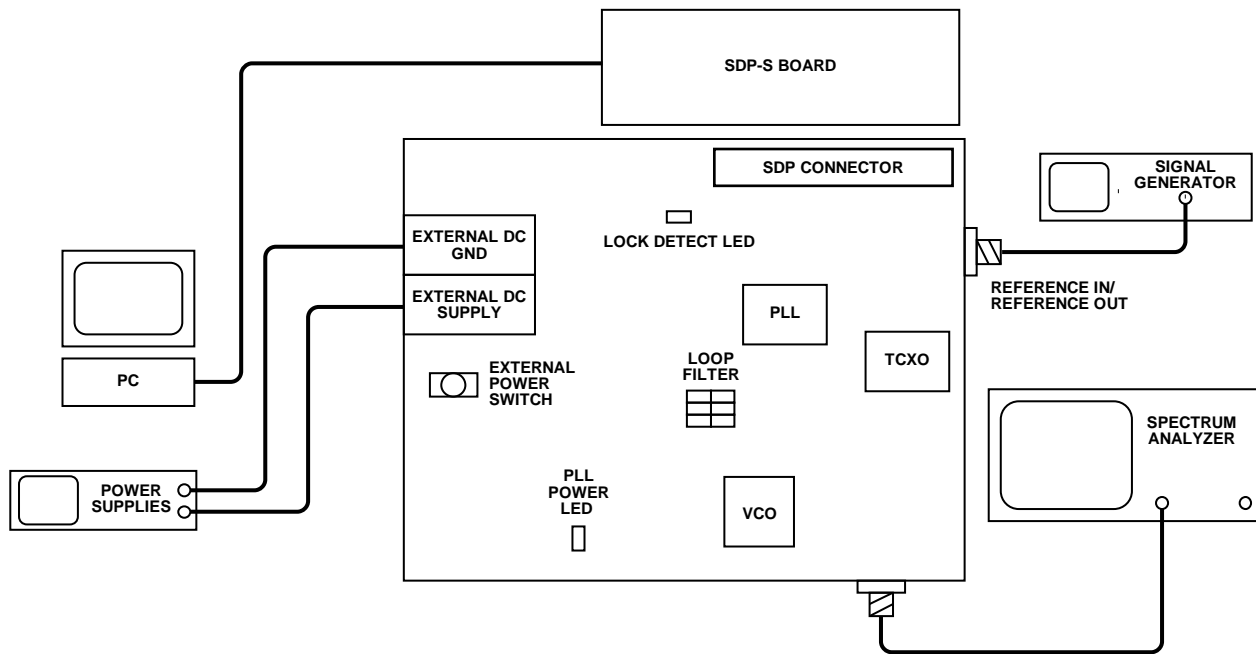 SDP-S BOARD
SDP CONNECTOR
SIGNAL
GENERATOR
LOCK DETECT LED
EXTERNAL DC
GND
EXTERNAL DC
SUPPLY
REFERENCE IN/
REFERENCE OUT
PLL
TCXO
LOOP
FILTER
EXTERNAL
POWER
SWITCH
PC
SPECTRUM
ANALYZER
POWER
SUPPLIES
PLL
POWER
LED
VCO